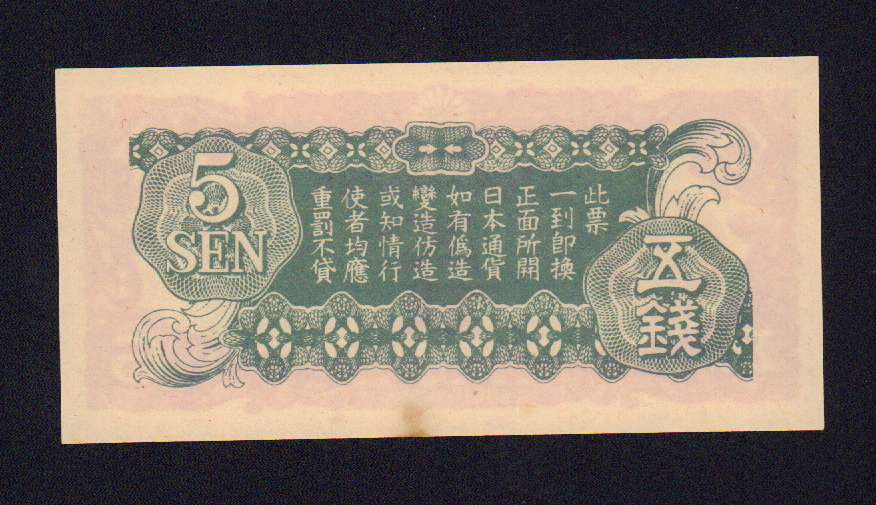 5
SEN
此票
一到即換
正面所開
日本通貨
如有僞造
變造仿造
或知情行
使者均應
重罰不貸
五
錢